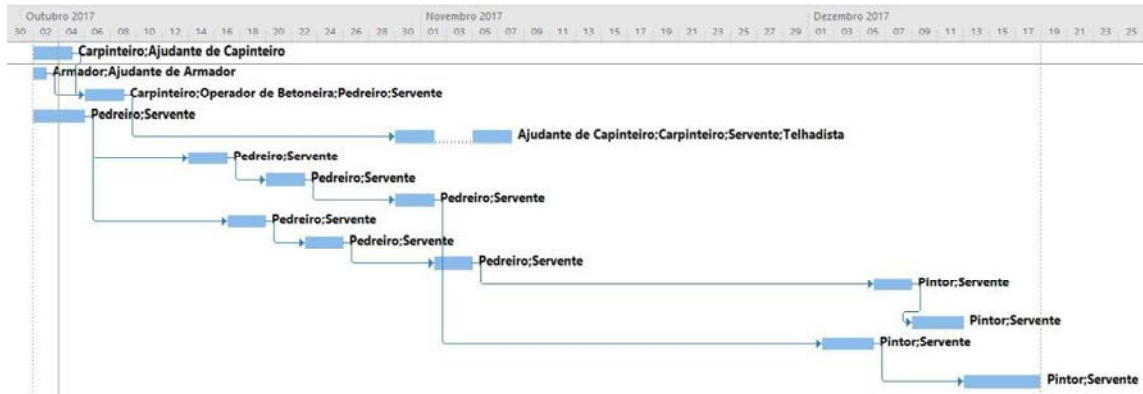 Outubro 2017 Novembro 2017 Dezembro 2017
30 02 04 06 08 10 12 14 16 18 20 22 24 26 28 30 01 03 05 07 09 11 13 15 17 19 21 23 25 27 29 01 03 05 07 09 11 13 15 17 19 21 23 25
Carpinteiro;Ajudante de Capinteiro
Armador;Ajudante de Armador
Carpinteiro;Operador de Betoneira;Pedreiro;Servente
Pedreiro;Servente
Ajudante de Capinteiro;Carpinteiro;Servente;Telhadista
Pedreiro;Servente
Pedreiro;Servente
Pedreiro;Servente
Pedreiro;Servente
Pedreiro;Servente
Pedreiro;Servente
Pintor;Servente
Pintor;Servente
Pintor;Servente
Pintor;Servente